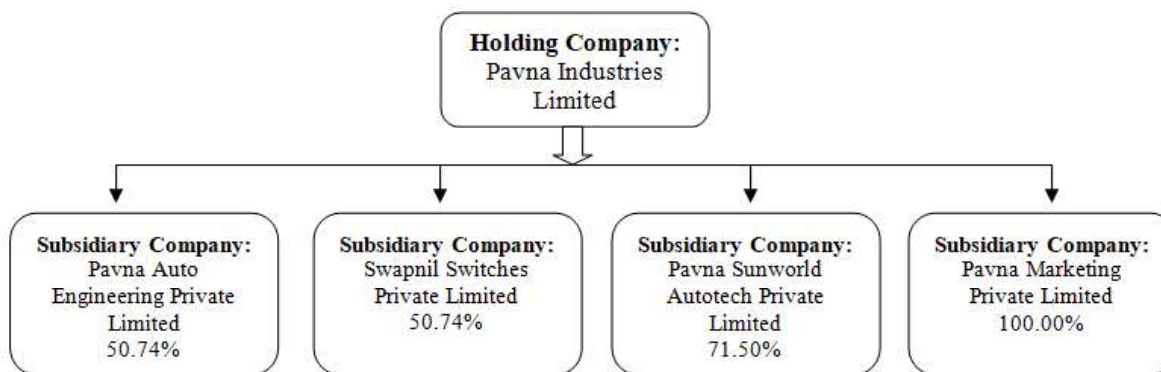 Holding Company:
Pavna Industries
Limited
Subsidiary Company:
Pavna Auto
Engineering Private
Limited
50.74%
Subsidiary Company:
Swapnil Switches
Private Limited
50.74%
Subsidiary Company:
Pavna Sunworld
Autotech Private
Limited
71.50%
Subsidiary Company:
Pavna Marketing
Private Limited
100.00%